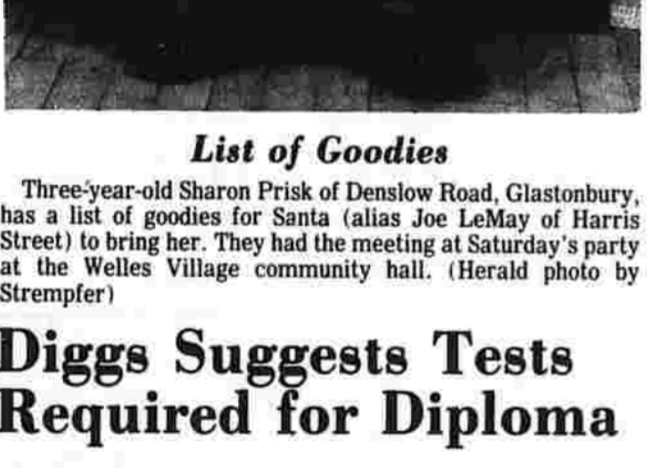 List of Goodies
Three-year-old Sharon Prisk of Denslow Road, Glastonbury,
has a list of goodies for Santa (alias Joe LeMay of Harris
Street) to bring her. They had the meeting at Saturday's party
at the Welles Village community hall. (Herald photo by
Strempfer)
Diggs Suggests Tests
Required for Diploma